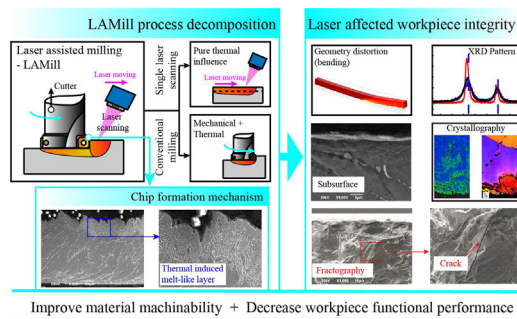 LAMill process decomposition
Laser affected workpiece integrity
Laser assisted milling
- LAMill
Cutter
Laser moving
Laser
scanning
Single laser
scanning
Pure thermal
influence
Laser moving
Conventional
milling
Mechanical +
Thermal
Chip formation mechanism
Thermal induced
melt-like layer
Geometry distortion
(bending)
XRD Pattern
Subsurface
Crystallography
Fractography
Crack
Improve material machinability + Decrease workpiece functional performance